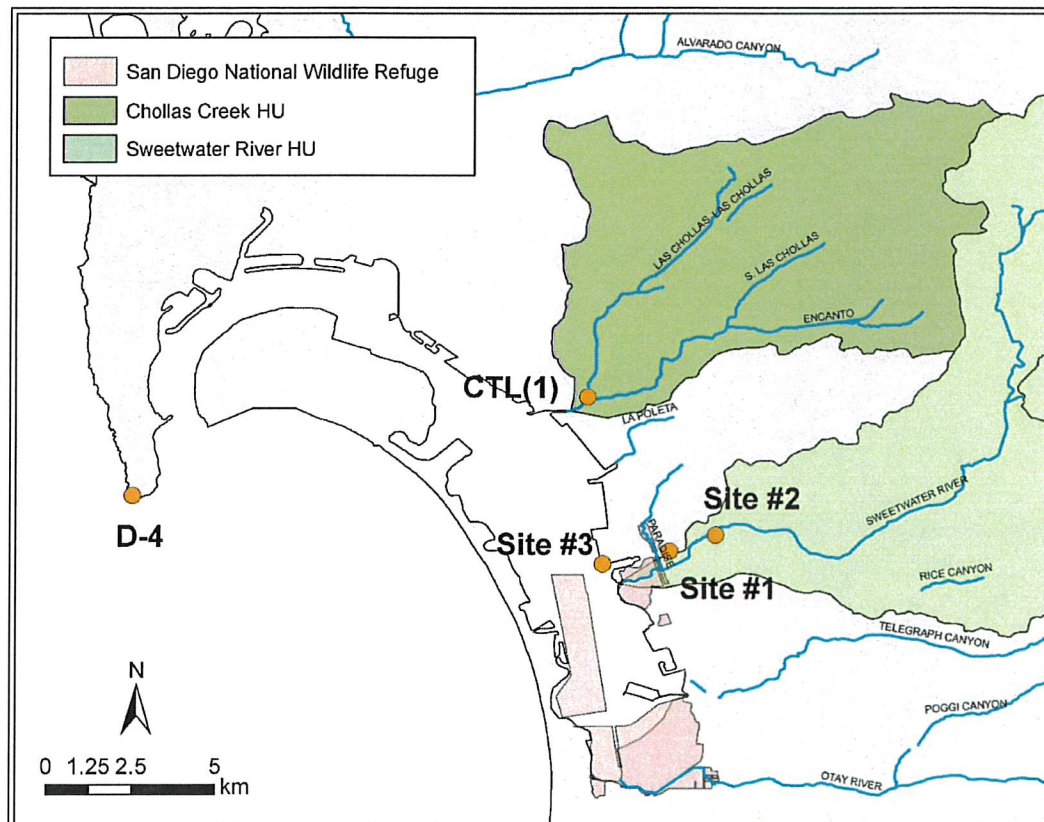 ALVARADO CANYON
San Diego National Wildlife Refuge
Chollas Creek HU
Sweetwater River HU
LAS CHOLLAS
LAS CHOLLAS
S. LAS CHOLLAS
ENCANTO
CTL(1)
LA POLETA
Site #2
SWEETWATER RIVER
D-4
Site #3
PARADISE
Site #1
RICE CANYON
TELEGRAPH CANYON
N
POGGI CANYON
0 1.25 2.5 5
km
OTAY RIVER